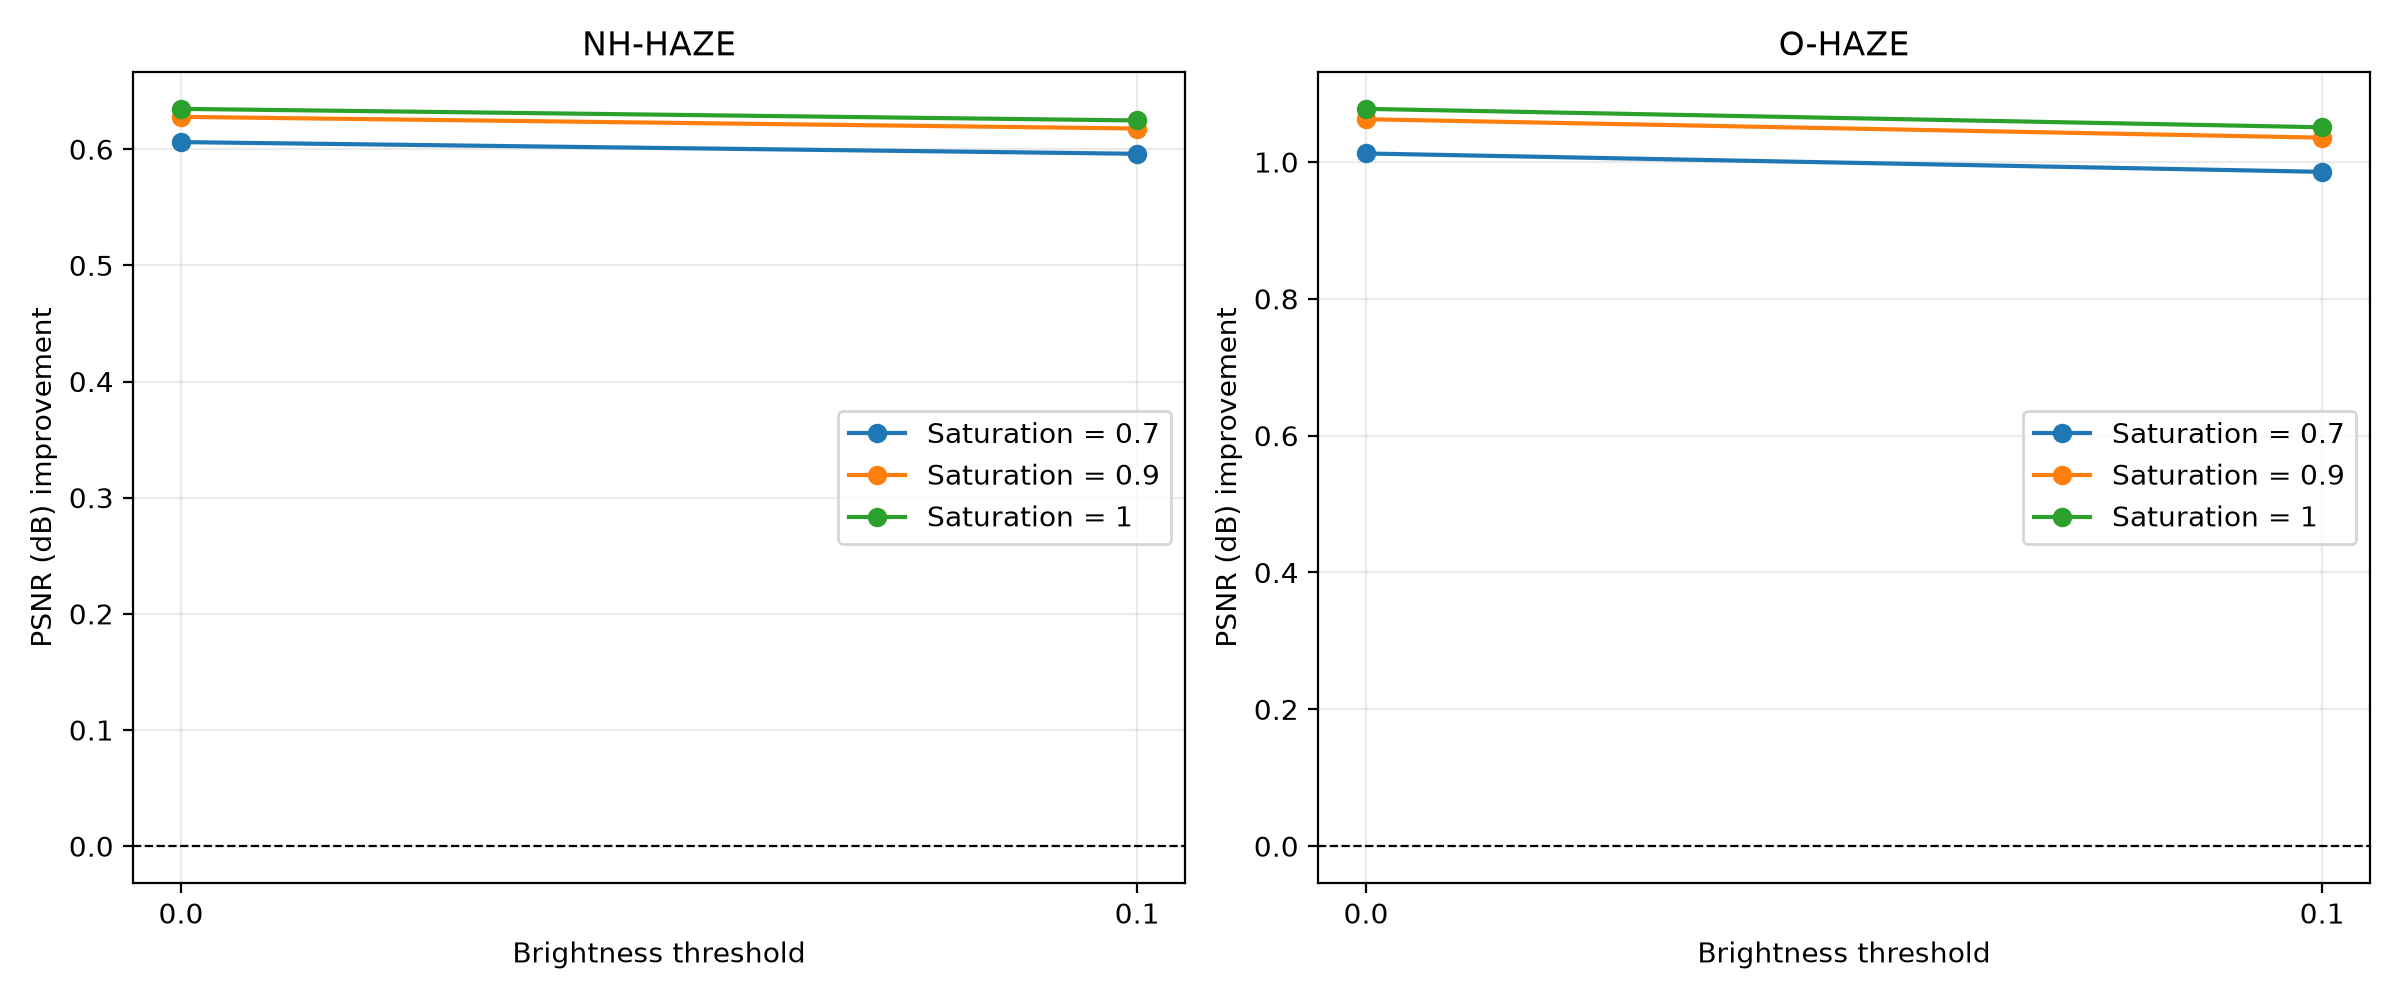 NH-HAZE
PSNR (dB) improvement
0.6
0.5
0.4
0.3
0.2
0.1
0.0
Saturation = 0.7
Saturation = 0.9
Saturation = 1
0.0 0.1
Brightness threshold
O-HAZE
PSNR (dB) improvement
1.0
0.8
0.6
0.4
0.2
0.0
Saturation = 0.7
Saturation = 0.9
Saturation = 1
0.0 0.1
Brightness threshold